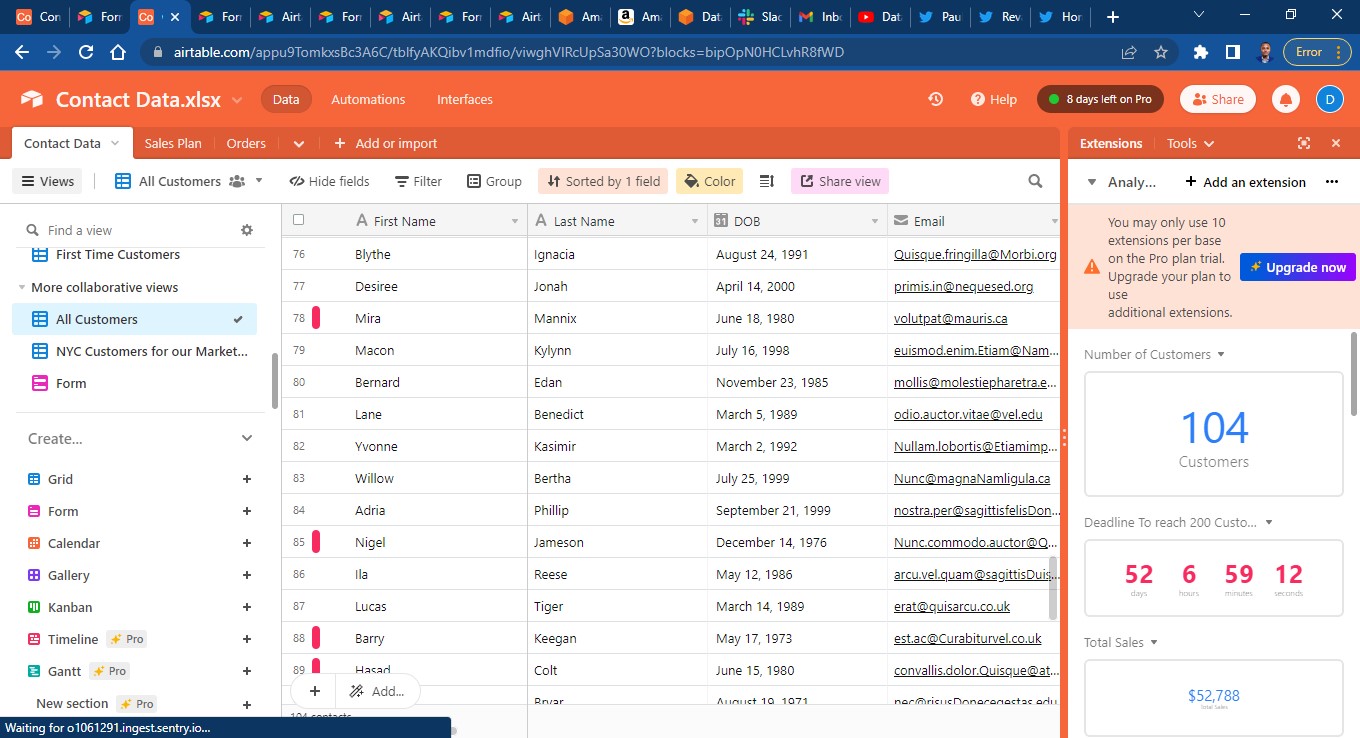 Con
Forn
Co
Forn
Airt
Forn
Airt
Forn
Airt
Ama
a
Ama
Data
Slac
Inbo
Data
Pau
Rev
Hor
airtable.com/appu9TomkxsBc3A6C/tblfyAKQjbv1mdfio/viwghVIRcUpSa30WO?blocks=bipOpN0HCLvhR8fWD
Error
Contact Data.xlsx
Data
Automations
Interfaces
Help
8 days left on Pro
Share
D
Contact Data
Sales Plan
Orders
Add or import
Extensions
Tools
Views
All Customers
Hide fields
Filter
Group
Sorted by 1 field
Color
Share view
Analy...
Add an extension
Find a view
First Time Customers
More collaborative views
All Customers
NYC Customers for our Market...
Form
Create...
Grid
Form
Calendar
Gallery
Kanban
Timeline Pro
Gantt Pro
New section Pro
First Name Last Name DOB Email
76 Blythe Ignacia August 24, 1991 Quisque.fringilla@Morbi.org
77 Desiree Jonah April 14, 2000 primis.in@nequesed.org
78 Mira Mannix June 18, 1980 volutpat@mauris.ca
79 Macon Kylynn July 16, 1998 euismod.enim.Etiam@Nam...
80 Bernard Edan November 23, 1985 mollis@molestiepharetra.e...
81 Lane Benedict March 5, 1989 odio.auctor.vitae@vel.edu
82 Yvonne Kasimir March 2, 1992 Nullam.lobortis@Etiamimp...
83 Willow Bertha July 25, 1999 Nunc@magnaNamligula.ca
84 Adria Phillip September 21, 1999 nostra.per@sagittisfelisDon...
85 Nigel Jameson December 14, 1976 Nunc.commodo.auctor@Q...
86 Ila Reese May 12, 1986 arcu.vel.quam@sagittisDuis...
87 Lucas Tiger March 14, 1989 erat@quisarcu.co.uk
88 Barry Keegan May 17, 1973 est.ac@Curabiturvel.co.uk
89 Hasad Colt June 15, 1980 convallis.dolor.Quisque@at...
Bryar August 19, 1971 nec@risusDonecegestas.edu
Add...
104 contacts
Waiting for o1061291.ingest.sentry.io...
You may only use 10
extensions per base
on the Pro plan trial.
Upgrade your plan to
use
additional extensions.
Upgrade now
Number of Customers
104
Customers
Deadline To reach 200 Custo...
52 6 59 12
days hours minutes seconds
Total Sales
$52,788
Total Sales